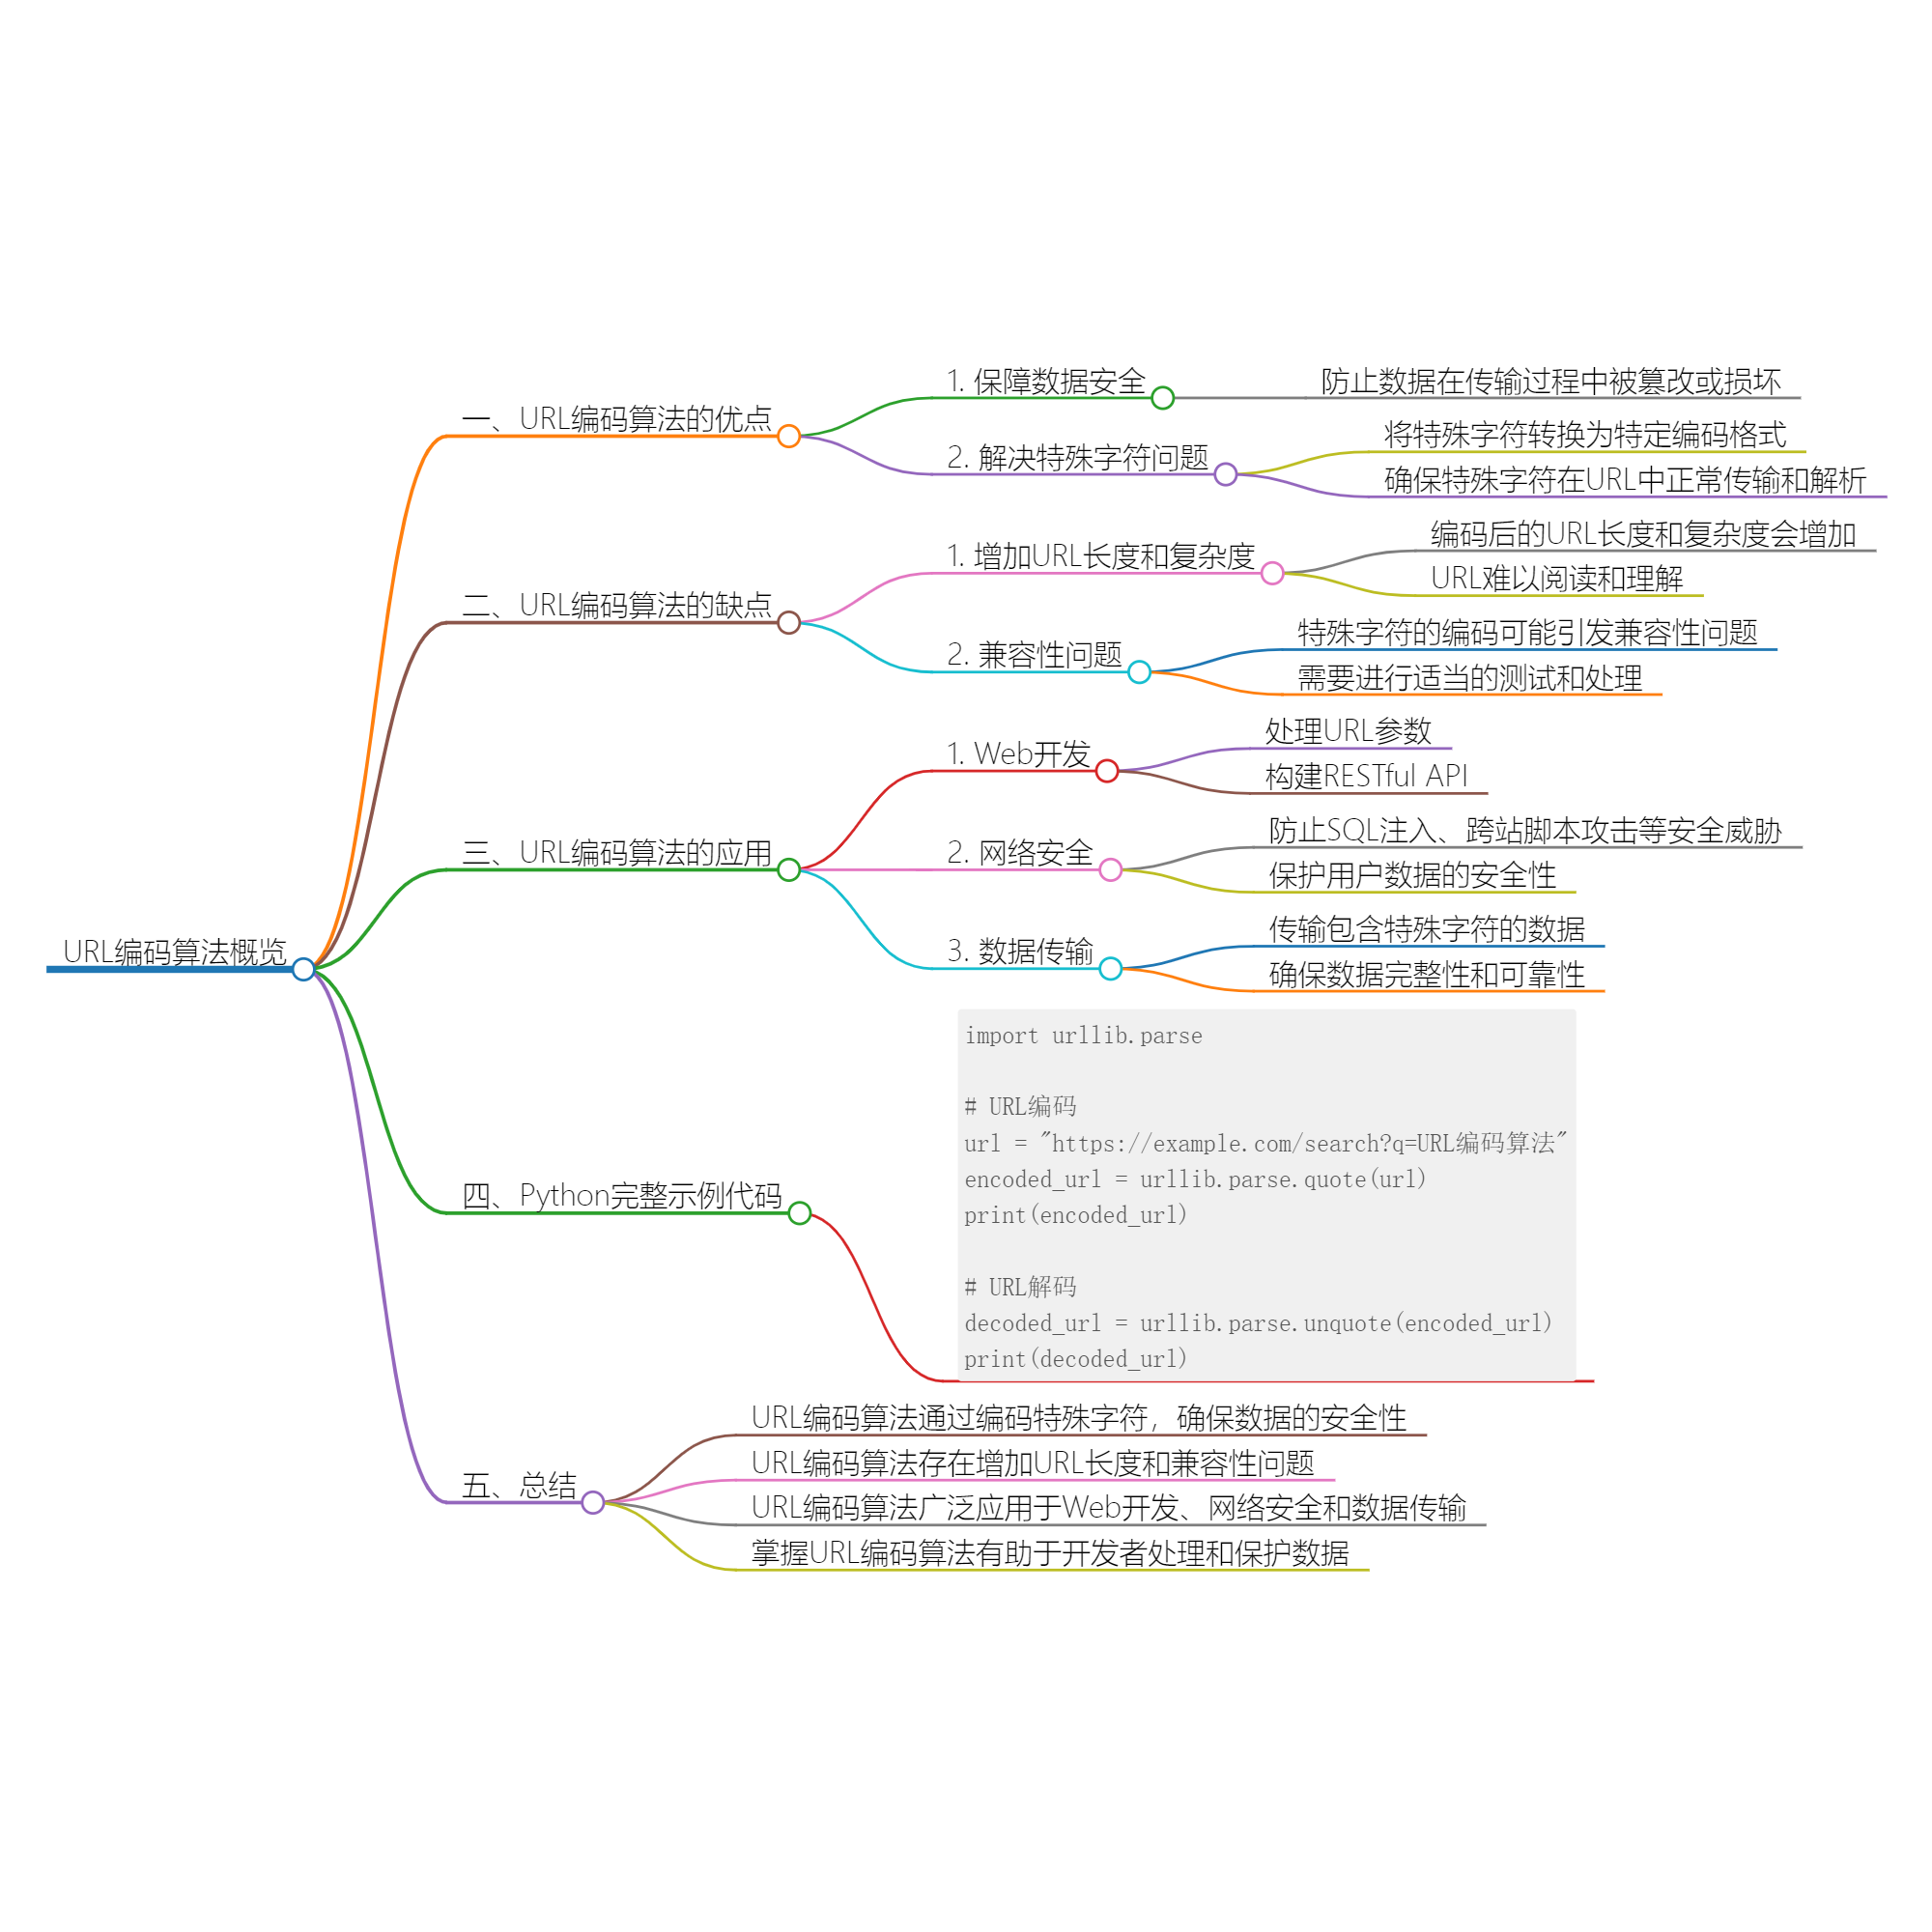 URL编码算法概览
一、URL编码算法的优点
1. 保障数据安全
防止数据在传输过程中被篡改或损坏
2. 解决特殊字符问题
将特殊字符转换为特定编码格式
确保特殊字符在URL中正常传输和解析
二、URL编码算法的缺点
1. 增加URL长度和复杂度
编码后的URL长度和复杂度会增加
URL难以阅读和理解
2. 兼容性问题
特殊字符的编码可能引发兼容性问题
需要进行适当的测试和处理
三、URL编码算法的应用
1. Web开发
处理URL参数
构建RESTful API
2. 网络安全
防止SQL注入、跨站脚本攻击等安全威胁
保护用户数据的安全性
3. 数据传输
传输包含特殊字符的数据
确保数据完整性和可靠性
四、Python完整示例代码
import urllib.parse
# URL编码
url = "https://example.com/search?q=URL编码算法"
encoded_url = urllib.parse.quote(url)
print(encoded_url)
# URL解码
decoded_url = urllib.parse.unquote(encoded_url)
print(decoded_url)
五、总结
URL编码算法通过编码特殊字符，确保数据的安全性
URL编码算法存在增加URL长度和兼容性问题
URL编码算法广泛应用于Web开发、网络安全和数据传输
掌握URL编码算法有助于开发者处理和保护数据